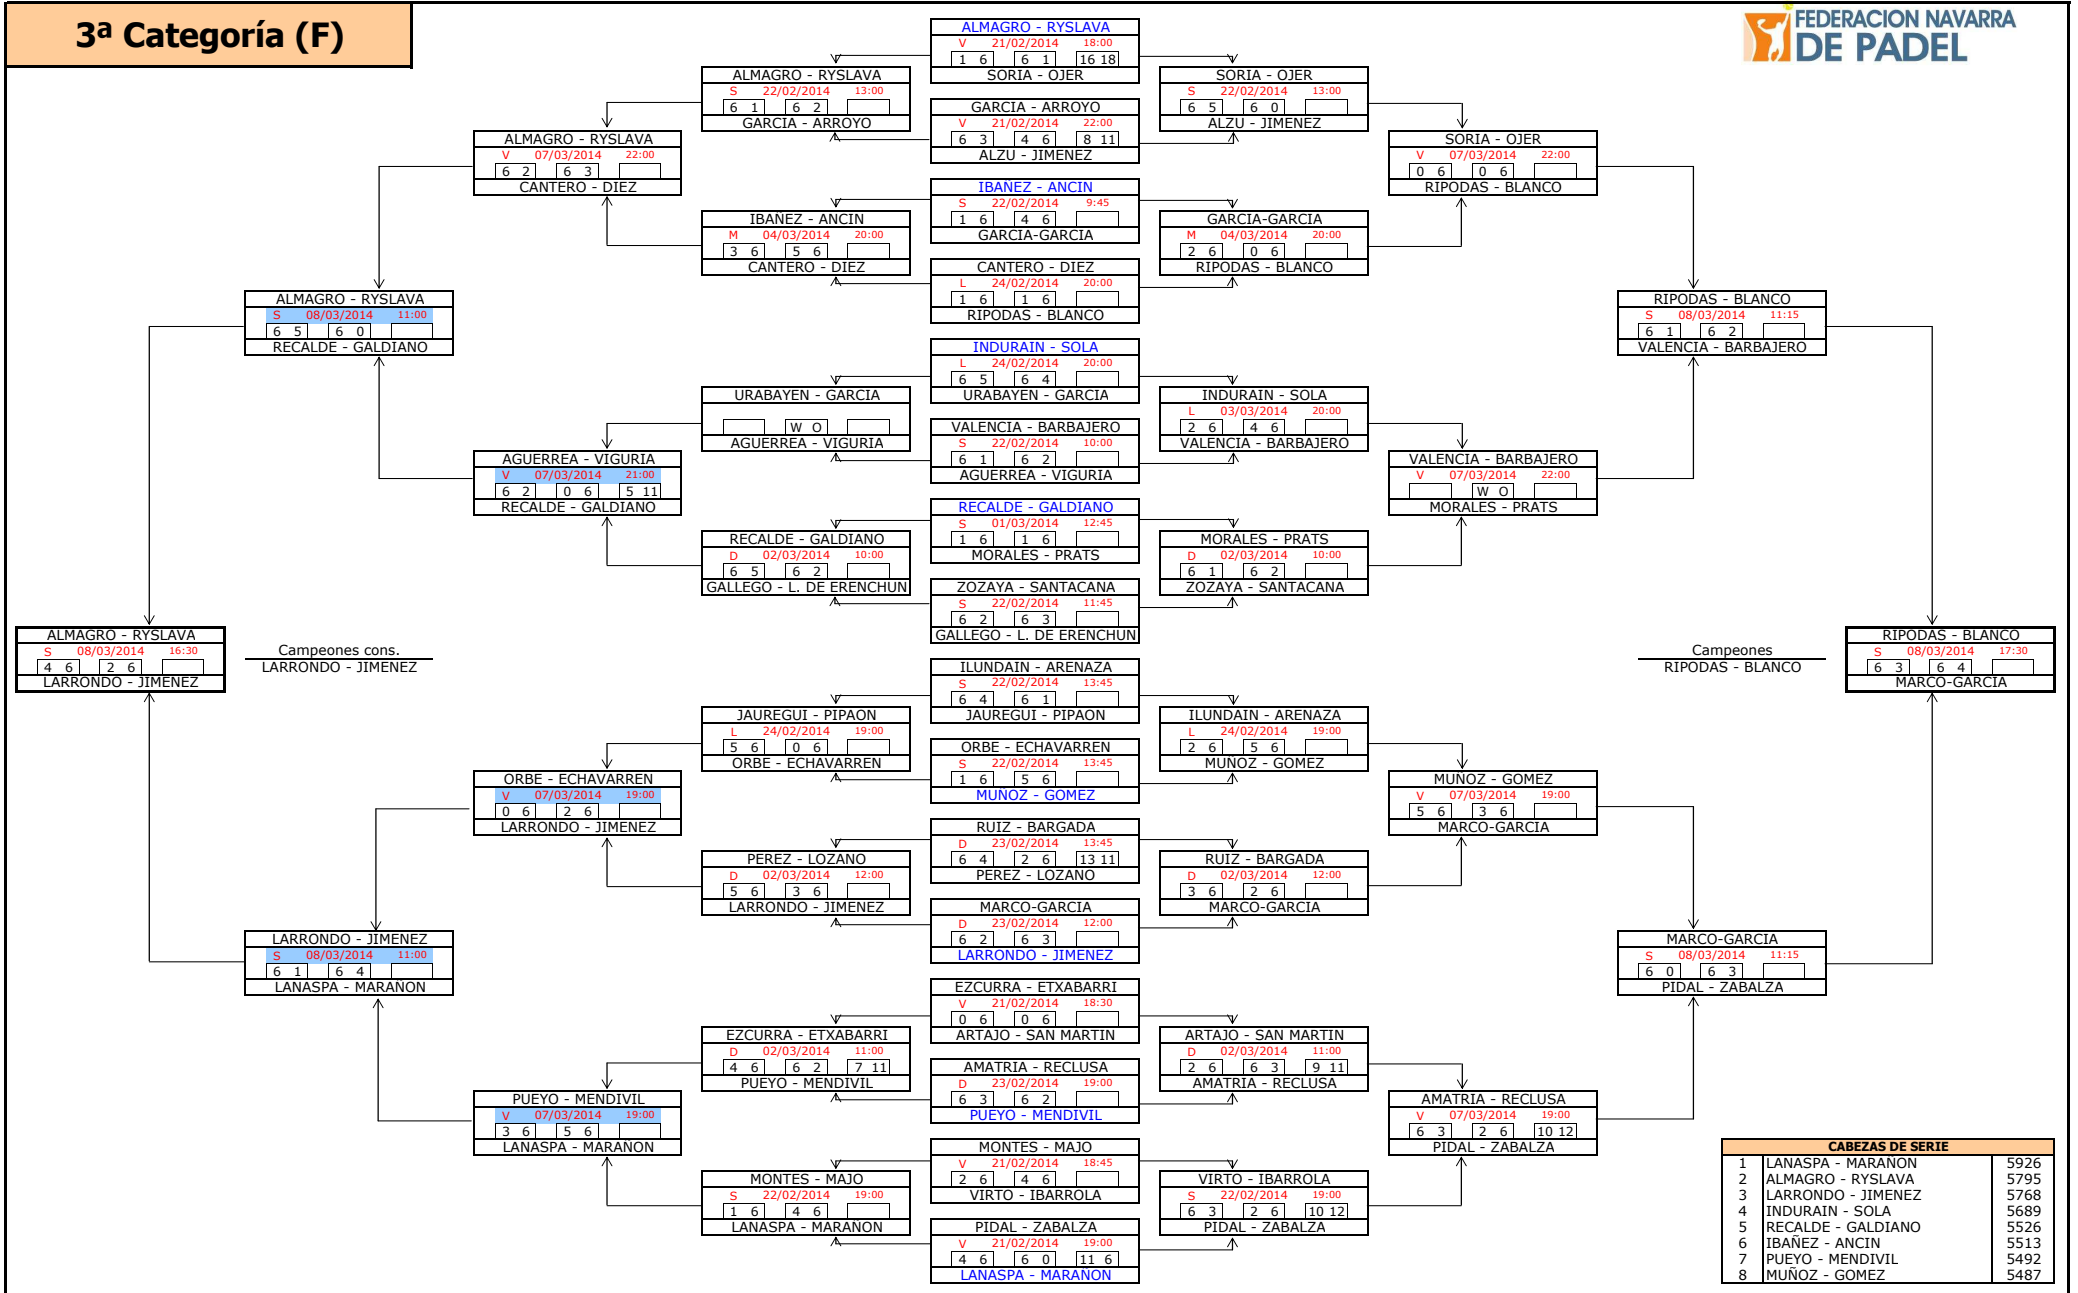 3ª Categoría (F)
FEDERACION NAVARRA
DE PADEL
ALMAGRO - RYSLAVA
V 21/02/2014 18:00
1 6 6 1 16 18
SORIA - OJER
GARCIA - ARROYO
V 21/02/2014 22:00
6 3 4 6 8 11
ALZU - JIMENEZ
IBAÑEZ - ANCIN
S 22/02/2014 9:45
1 6 4 6
GARCIA-GARCIA
CANTERO - DIEZ
L 24/02/2014 20:00
1 6 1 6
RIPODAS - BLANCO
INDURAIN - SOLA
L 24/02/2014 20:00
6 5 6 4
URABAYEN - GARCIA
VALENCIA - BARBAJERO
S 22/02/2014 10:00
6 1 6 2
AGUERREA - VIGURIA
RECALDE - GALDIANO
S 01/03/2014 12:45
1 6 1 6
MORALES - PRATS
ZOZAYA - SANTACANA
S 22/02/2014 11:45
6 2 6 3
GALLEGO - L. DE ERENCHUN
ILUNDAIN - ARENAZA
S 22/02/2014 13:45
6 4 6 1
JAUREGUI - PIPAON
ORBE - ECHAVARREN
S 22/02/2014 13:45
1 6 5 6
MUÑOZ - GOMEZ
RUIZ - BARGADA
D 23/02/2014 13:45
6 4 2 6 13 11
PEREZ - LOZANO
MARCO-GARCIA
D 23/02/2014 12:00
6 2 6 3
LARRONDO - JIMENEZ
EZCURRA - ETXABARRI
V 21/02/2014 18:30
0 6 0 6
ARTAJO - SAN MARTIN
AMATRIA - RECLUSA
D 23/02/2014 19:00
6 3 6 2
PUEYO - MENDIVIL
MONTES - MAJO
V 21/02/2014 18:45
2 6 4 6
VIRTO - IBARROLA
PIDAL - ZABALZA
V 21/02/2014 19:00
4 6 6 0 11 6
LANASPA - MARAÑON
ALMAGRO - RYSLAVA
S 22/02/2014 13:00
6 1 6 2
GARCIA - ARROYO
IBAÑEZ - ANCIN
M 04/03/2014 20:00
3 6 5 6
CANTERO - DIEZ
URABAYEN - GARCIA
W O
AGUERREA - VIGURIA
RECALDE - GALDIANO
D 02/03/2014 10:00
6 5 6 2
GALLEGO - L. DE ERENCHUN
JAUREGUI - PIPAON
L 24/02/2014 19:00
5 6 0 6
ORBE - ECHAVARREN
PEREZ - LOZANO
D 02/03/2014 12:00
5 6 3 6
LARRONDO - JIMENEZ
EZCURRA - ETXABARRI
D 02/03/2014 11:00
4 6 6 2 7 11
PUEYO - MENDIVIL
MONTES - MAJO
S 22/02/2014 19:00
1 6 4 6
LANASPA - MARAÑON
ALMAGRO - RYSLAVA
V 07/03/2014 22:00
6 2 6 3
CANTERO - DIEZ
AGUERREA - VIGURIA
V 07/03/2014 21:00
6 2 0 6 5 11
RECALDE - GALDIANO
ORBE - ECHAVARREN
V 07/03/2014 19:00
0 6 2 6
LARRONDO - JIMENEZ
PUEYO - MENDIVIL
V 07/03/2014 19:00
3 6 5 6
LANASPA - MARAÑON
ALMAGRO - RYSLAVA
S 08/03/2014 11:00
6 5 6 0
RECALDE - GALDIANO
LARRONDO - JIMENEZ
S 08/03/2014 11:00
6 1 6 4
LANASPA - MARAÑON
ALMAGRO - RYSLAVA
S 08/03/2014 16:30
4 6 2 6
LARRONDO - JIMENEZ
Campeones cons.
LARRONDO - JIMENEZ
SORIA - OJER
S 22/02/2014 13:00
6 5 6 0
ALZU - JIMENEZ
GARCIA-GARCIA
M 04/03/2014 20:00
2 6 0 6
RIPODAS - BLANCO
INDURAIN - SOLA
L 03/03/2014 20:00
2 6 4 6
VALENCIA - BARBAJERO
MORALES - PRATS
D 02/03/2014 10:00
6 1 6 2
ZOZAYA - SANTACANA
ILUNDAIN - ARENAZA
L 24/02/2014 19:00
2 6 5 6
MUÑOZ - GOMEZ
RUIZ - BARGADA
D 02/03/2014 12:00
3 6 2 6
MARCO-GARCIA
ARTAJO - SAN MARTIN
D 02/03/2014 11:00
2 6 6 3 9 11
AMATRIA - RECLUSA
VIRTO - IBARROLA
S 22/02/2014 19:00
6 3 2 6 10 12
PIDAL - ZABALZA
SORIA - OJER
V 07/03/2014 22:00
0 6 0 6
RIPODAS - BLANCO
VALENCIA - BARBAJERO
V 07/03/2014 22:00
W O
MORALES - PRATS
MUÑOZ - GOMEZ
V 07/03/2014 19:00
5 6 3 6
MARCO-GARCIA
AMATRIA - RECLUSA
V 07/03/2014 19:00
6 3 2 6 10 12
PIDAL - ZABALZA
RIPODAS - BLANCO
S 08/03/2014 11:15
6 1 6 2
VALENCIA - BARBAJERO
MARCO-GARCIA
S 08/03/2014 11:15
6 0 6 3
PIDAL - ZABALZA
Campeones
RIPODAS - BLANCO
RIPODAS - BLANCO
S 08/03/2014 17:30
6 3 6 4
MARCO-GARCIA
CABEZAS DE SERIE
1 LANASPA - MARAÑON 5926
2 ALMAGRO - RYSLAVA 5795
3 LARRONDO - JIMENEZ 5768
4 INDURAIN - SOLA 5689
5 RECALDE - GALDIANO 5526
6 IBAÑEZ - ANCIN 5513
7 PUEYO - MENDIVIL 5492
8 MUÑOZ - GOMEZ 5487